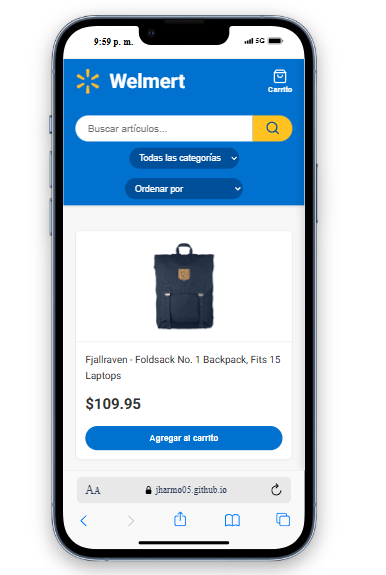 9:59 p. m.
5G
Welmert
Carrito
Buscar artículos...
Todas las categorías
Ordenar por
Fjallraven - Foldsack No. 1 Backpack, Fits 15
Laptops
$109.95
Agregar al carrito
AA
jharmo05.github.io